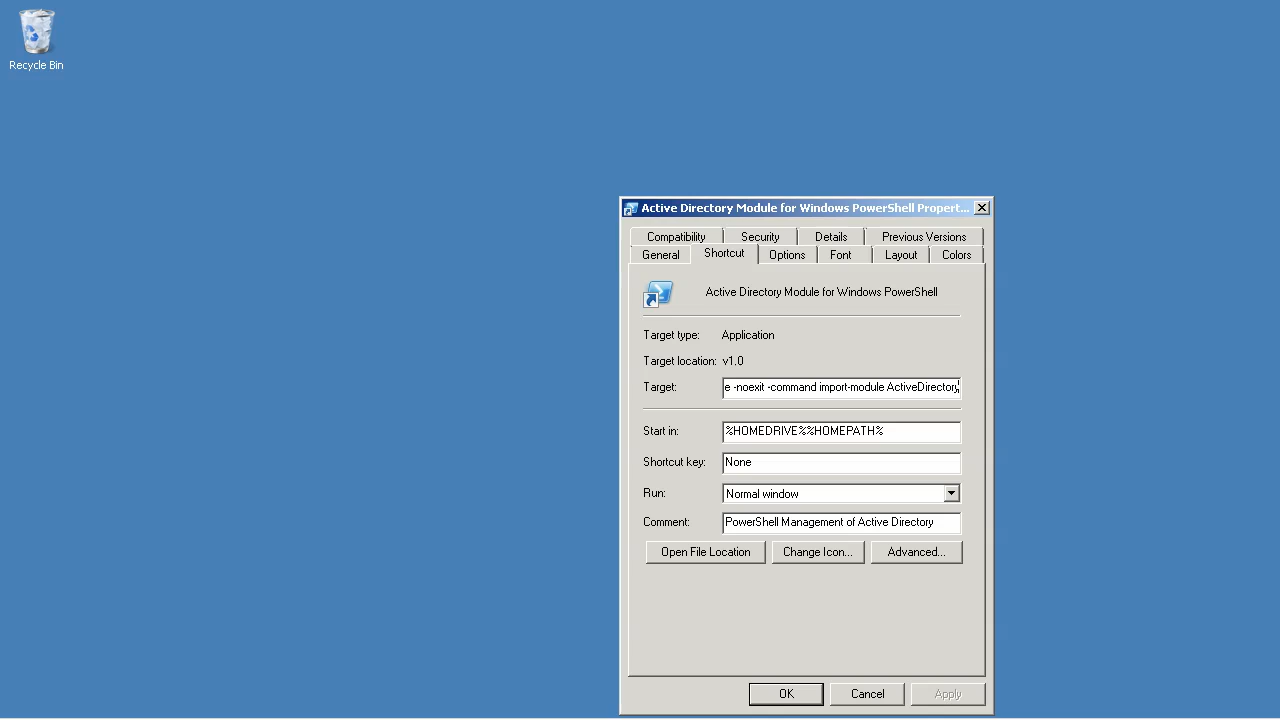 Recycle Bin
Active Directory Module for Windows PowerShell Propert...
Compatibility Security Details Previous Versions
General Shortcut Options Font Layout Colors
Active Directory Module for Windows PowerShell
Target type: Application
Target location: v1.0
Target: e -noexit -command import-module ActiveDirectory
Start in: %HOMEDRIVE%%HOMEPATH%
Shortcut key: None
Run: Normal window
Comment: PowerShell Management of Active Directory
Open File Location Change Icon... Advanced...
OK Cancel Apply